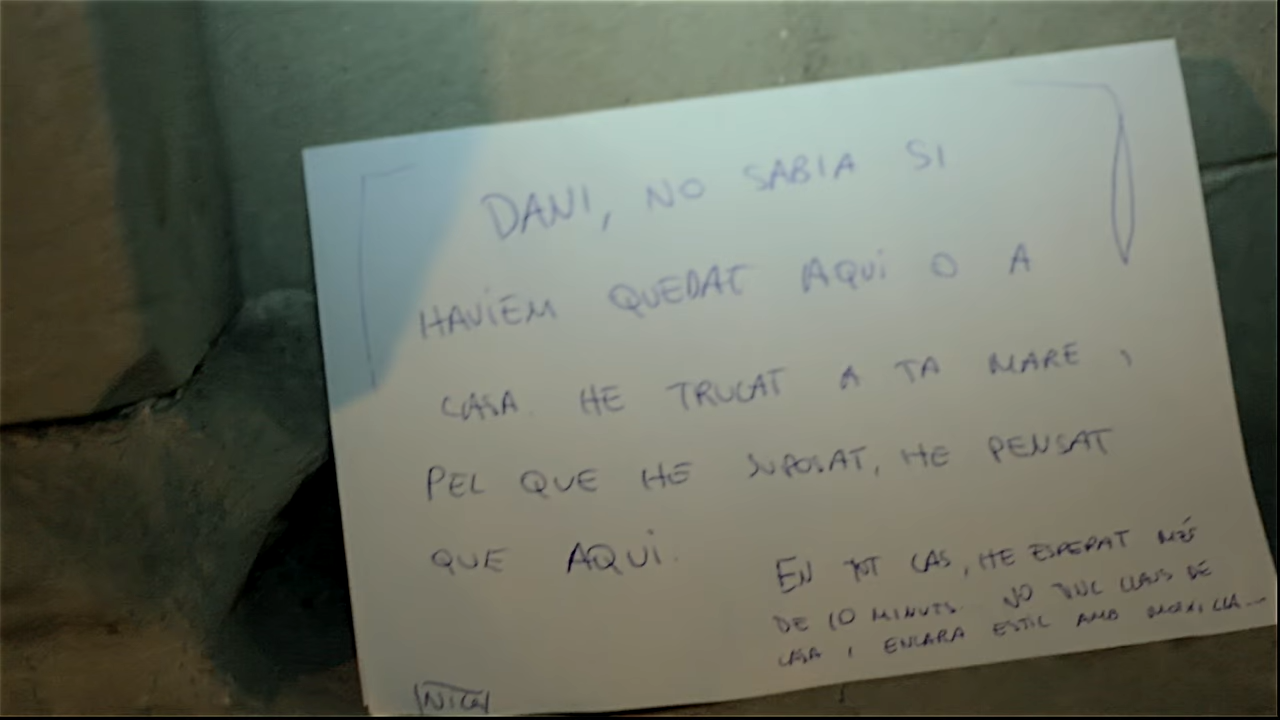 DANI, NO SABIA SI
HAVIEM QUEDAT AQUI O A
CASA. HE TRUCAT A TA MARE,
PEL QUE HE SUPOSAT, HE PENSAT
QUE AQUI.
EN TOT CAS, HE ESPERAT MÉS
DE 10 MINUTS. NO TINC CLAUS DE
CASA I ENCARA ESTIC AMB MOTXILLA...